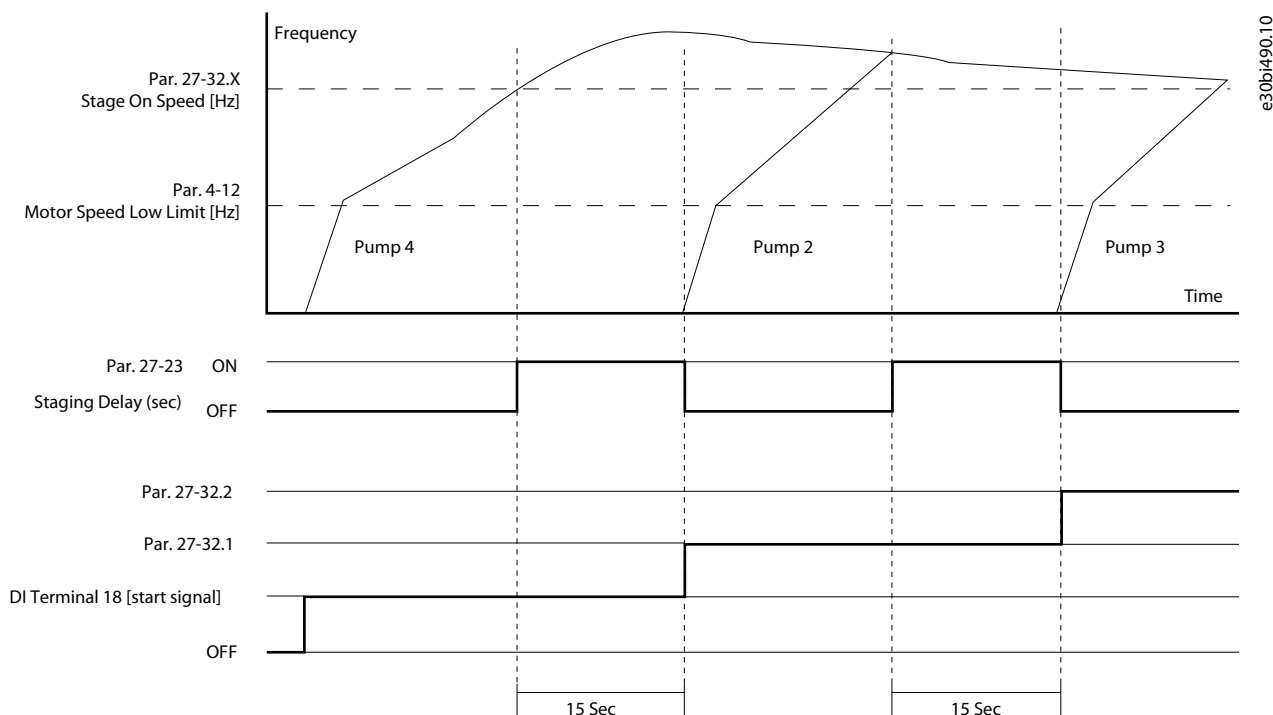 Frequency
e30bi490.10
Par. 27-32.X
Stage On Speed [Hz]
Par. 4-12
Motor Speed Low Limit [Hz]
Pump 4
Pump 2
Pump 3
Time
Par. 27-23 ON
Staging Delay (sec) OFF
Par. 27-32.2
Par. 27-32.1
DI Terminal 18 [start signal]
OFF
15 Sec
15 Sec